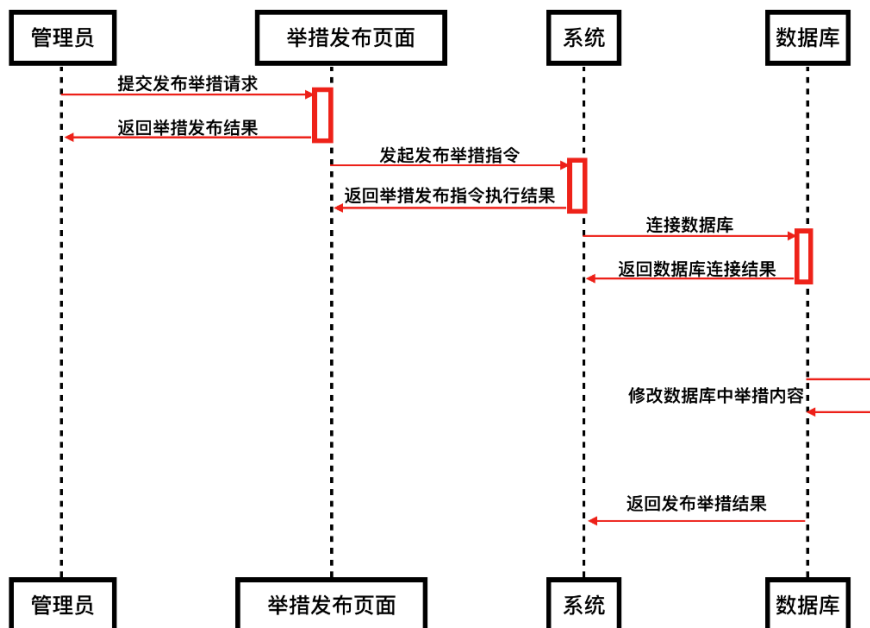 管理员
举措发布页面
系统
数据库
提交发布举措请求
返回举措发布结果
发起发布举措指令
返回举措发布指令执行结果
连接数据库
返回数据库连接结果
修改数据库中举措内容
返回发布举措结果
管理员
举措发布页面
系统
数据库